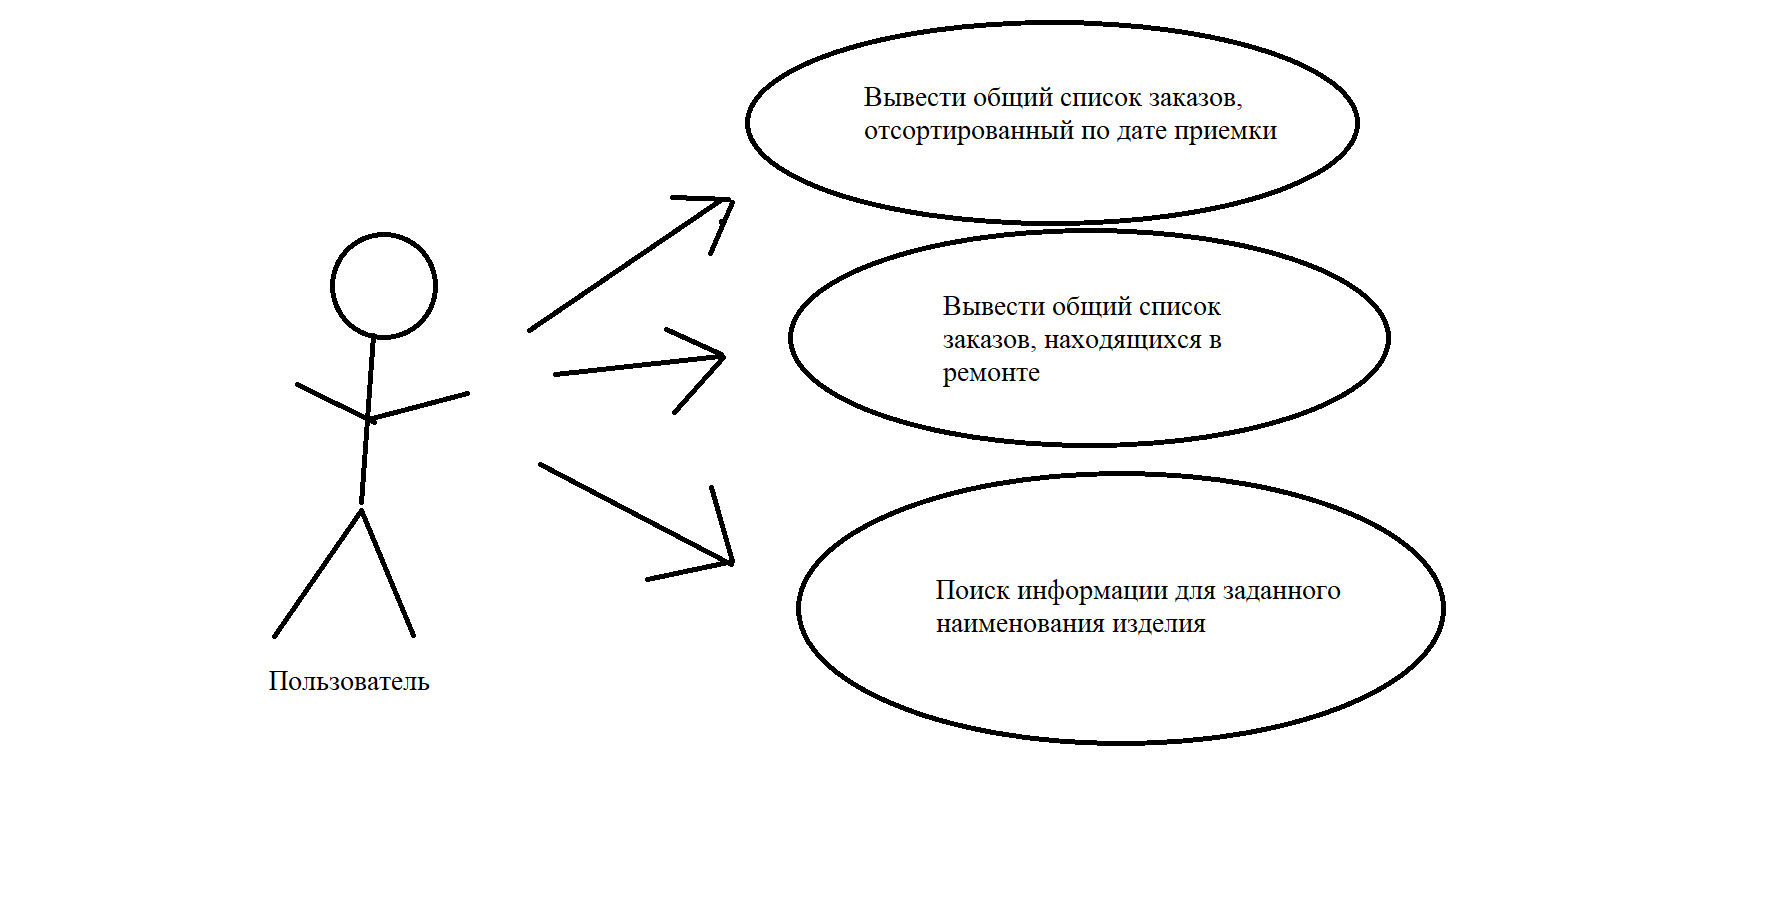 Вывести общий список заказов,
отсортированный по дате приемки
Вывести общий список
заказов, находящихся в
ремонте
Поиск информации для заданного
наименования изделия
Пользователь